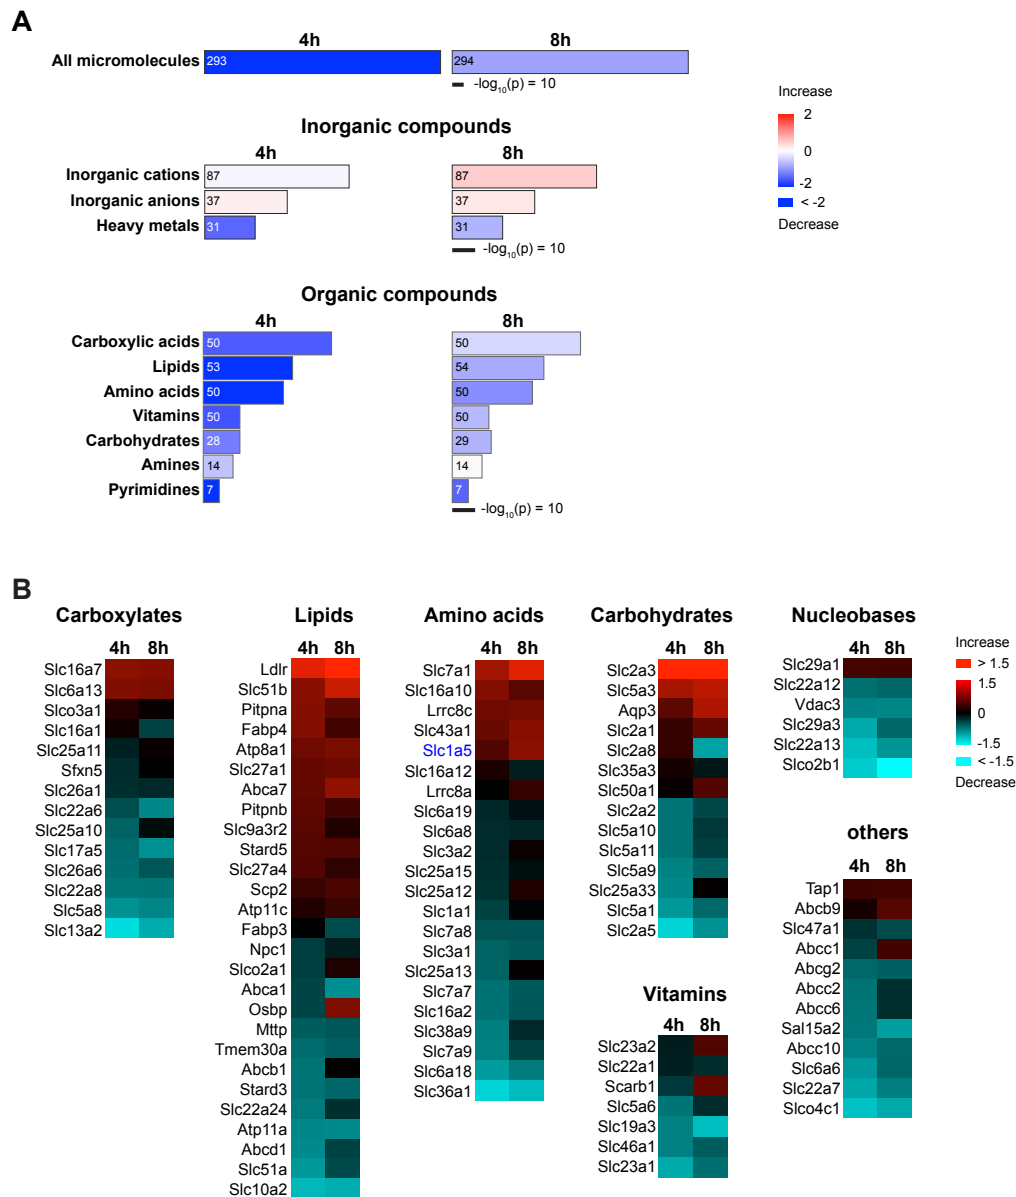 A
4h 8h
All micromolecules 293 294
-log10(p) = 10
Increase
2
0
-2
< -2
Decrease
Inorganic compounds
4h 8h
Inorganic cations 87 87
Inorganic anions 37 37
Heavy metals 31 31
-log10(p) = 10
Organic compounds
4h 8h
Carboxylic acids 50 50
Lipids 53 54
Amino acids 50 50
Vitamins 50 50
Carbohydrates 28 29
Amines 14 14
Pyrimidines 7 7
-log10(p) = 10
B
Carboxylates
4h 8h
Slc16a7
Slc6a13
Slco3a1
Slc16a1
Slc25a11
Sfxn5
Slc26a1
Slc22a6
Slc25a10
Slc17a5
Slc26a6
Slc22a8
Slc5a8
Slc13a2
Lipids
4h 8h
Ldlr
Slc51b
Pitpna
Fabp4
Atp8a1
Slc27a1
Abca7
Pitpnb
Slc9a3r2
Stard5
Slc27a4
Scp2
Atp11c
Fabp3
Npc1
Slco2a1
Abca1
Osbp
Mttp
Tmem30a
Abcb1
Stard3
Slc22a24
Atp11a
Abcd1
Slc51a
Slc10a2
Amino acids
4h 8h
Slc7a1
Slc16a10
Lrrc8c
Slc43a1
Slc1a5
Slc16a12
Lrrc8a
Slc6a19
Slc6a8
Slc3a2
Slc25a15
Slc25a12
Slc1a1
Slc7a8
Slc3a1
Slc25a13
Slc7a7
Slc16a2
Slc38a9
Slc7a9
Slc6a18
Slc36a1
Carbohydrates
4h 8h
Slc2a3
Slc5a3
Aqp3
Slc2a1
Slc2a8
Slc35a3
Slc50a1
Slc2a2
Slc5a10
Slc5a11
Slc5a9
Slc25a33
Slc5a1
Slc2a5
Vitamins
4h 8h
Slc23a2
Slc22a1
Scarb1
Slc5a6
Slc19a3
Slc46a1
Slc23a1
Nucleobases
4h 8h
Slc29a1
Slc22a12
Vdac3
Slc29a3
Slc22a13
Slco2b1
others
4h 8h
Tap1
Abcb9
Slc47a1
Abcc1
Abcg2
Abcc2
Abcc6
Sal15a2
Abcc10
Slc6a6
Slc22a7
Slco4c1
Increase
> 1.5
1.5
0
-1.5
< -1.5
Decrease